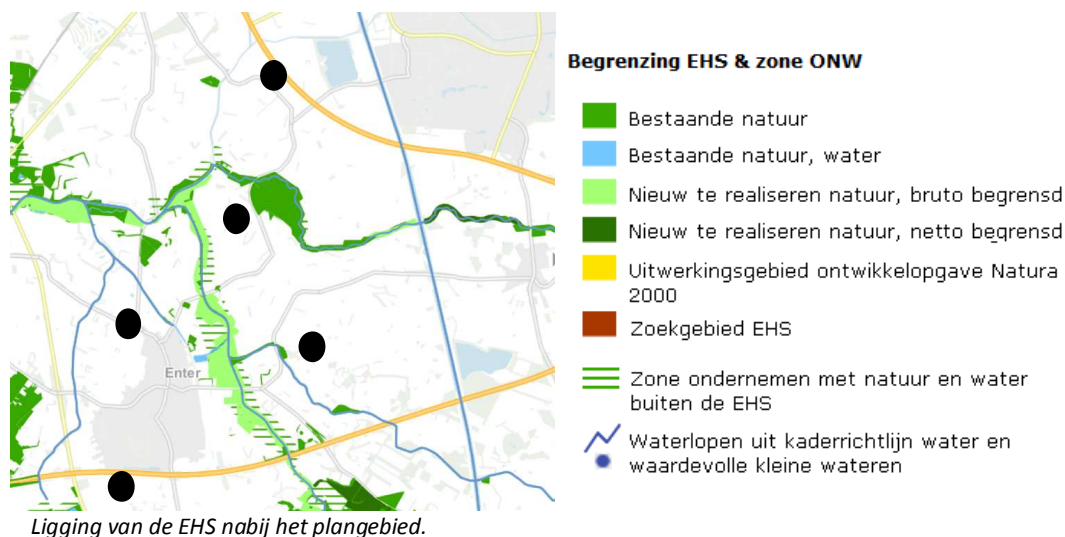 Begrenzing EHS & zone ONW
Bestaande natuur
Bestaande natuur, water
Nieuw te realiseren natuur, bruto begrensd
Nieuw te realiseren natuur, netto begrensd
Uitwerkingsgebied ontwikkelopgave Natura
2000
Zoekgebied EHS
Zone ondernemen met natuur en water
buiten de EHS
Waterlopen uit kaderrichtlijn water en
waardevolle kleine wateren
Enter
Ligging van de EHS nabij het plangebied.